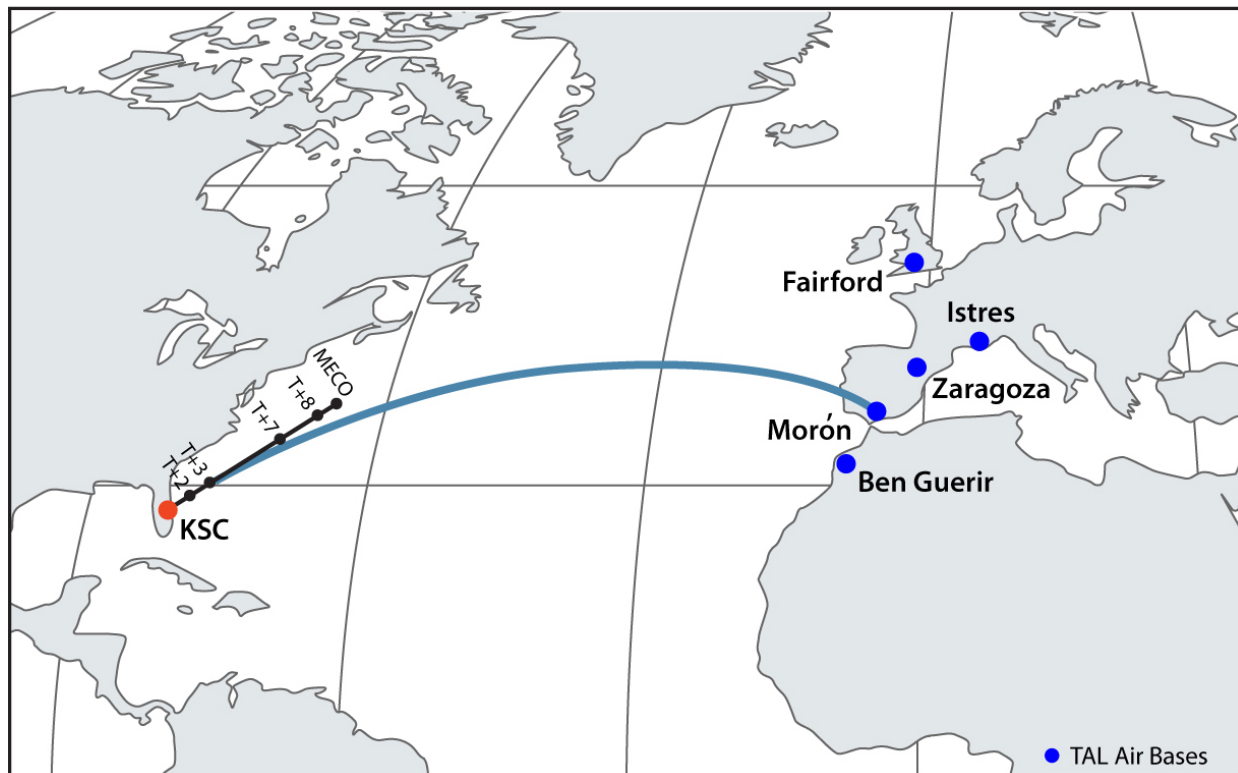 Fairford
Istres
MECO
T+8
Zaragoza
T+7
Morón
T+3
T+2
Ben Guerir
KSC
TAL Air Bases